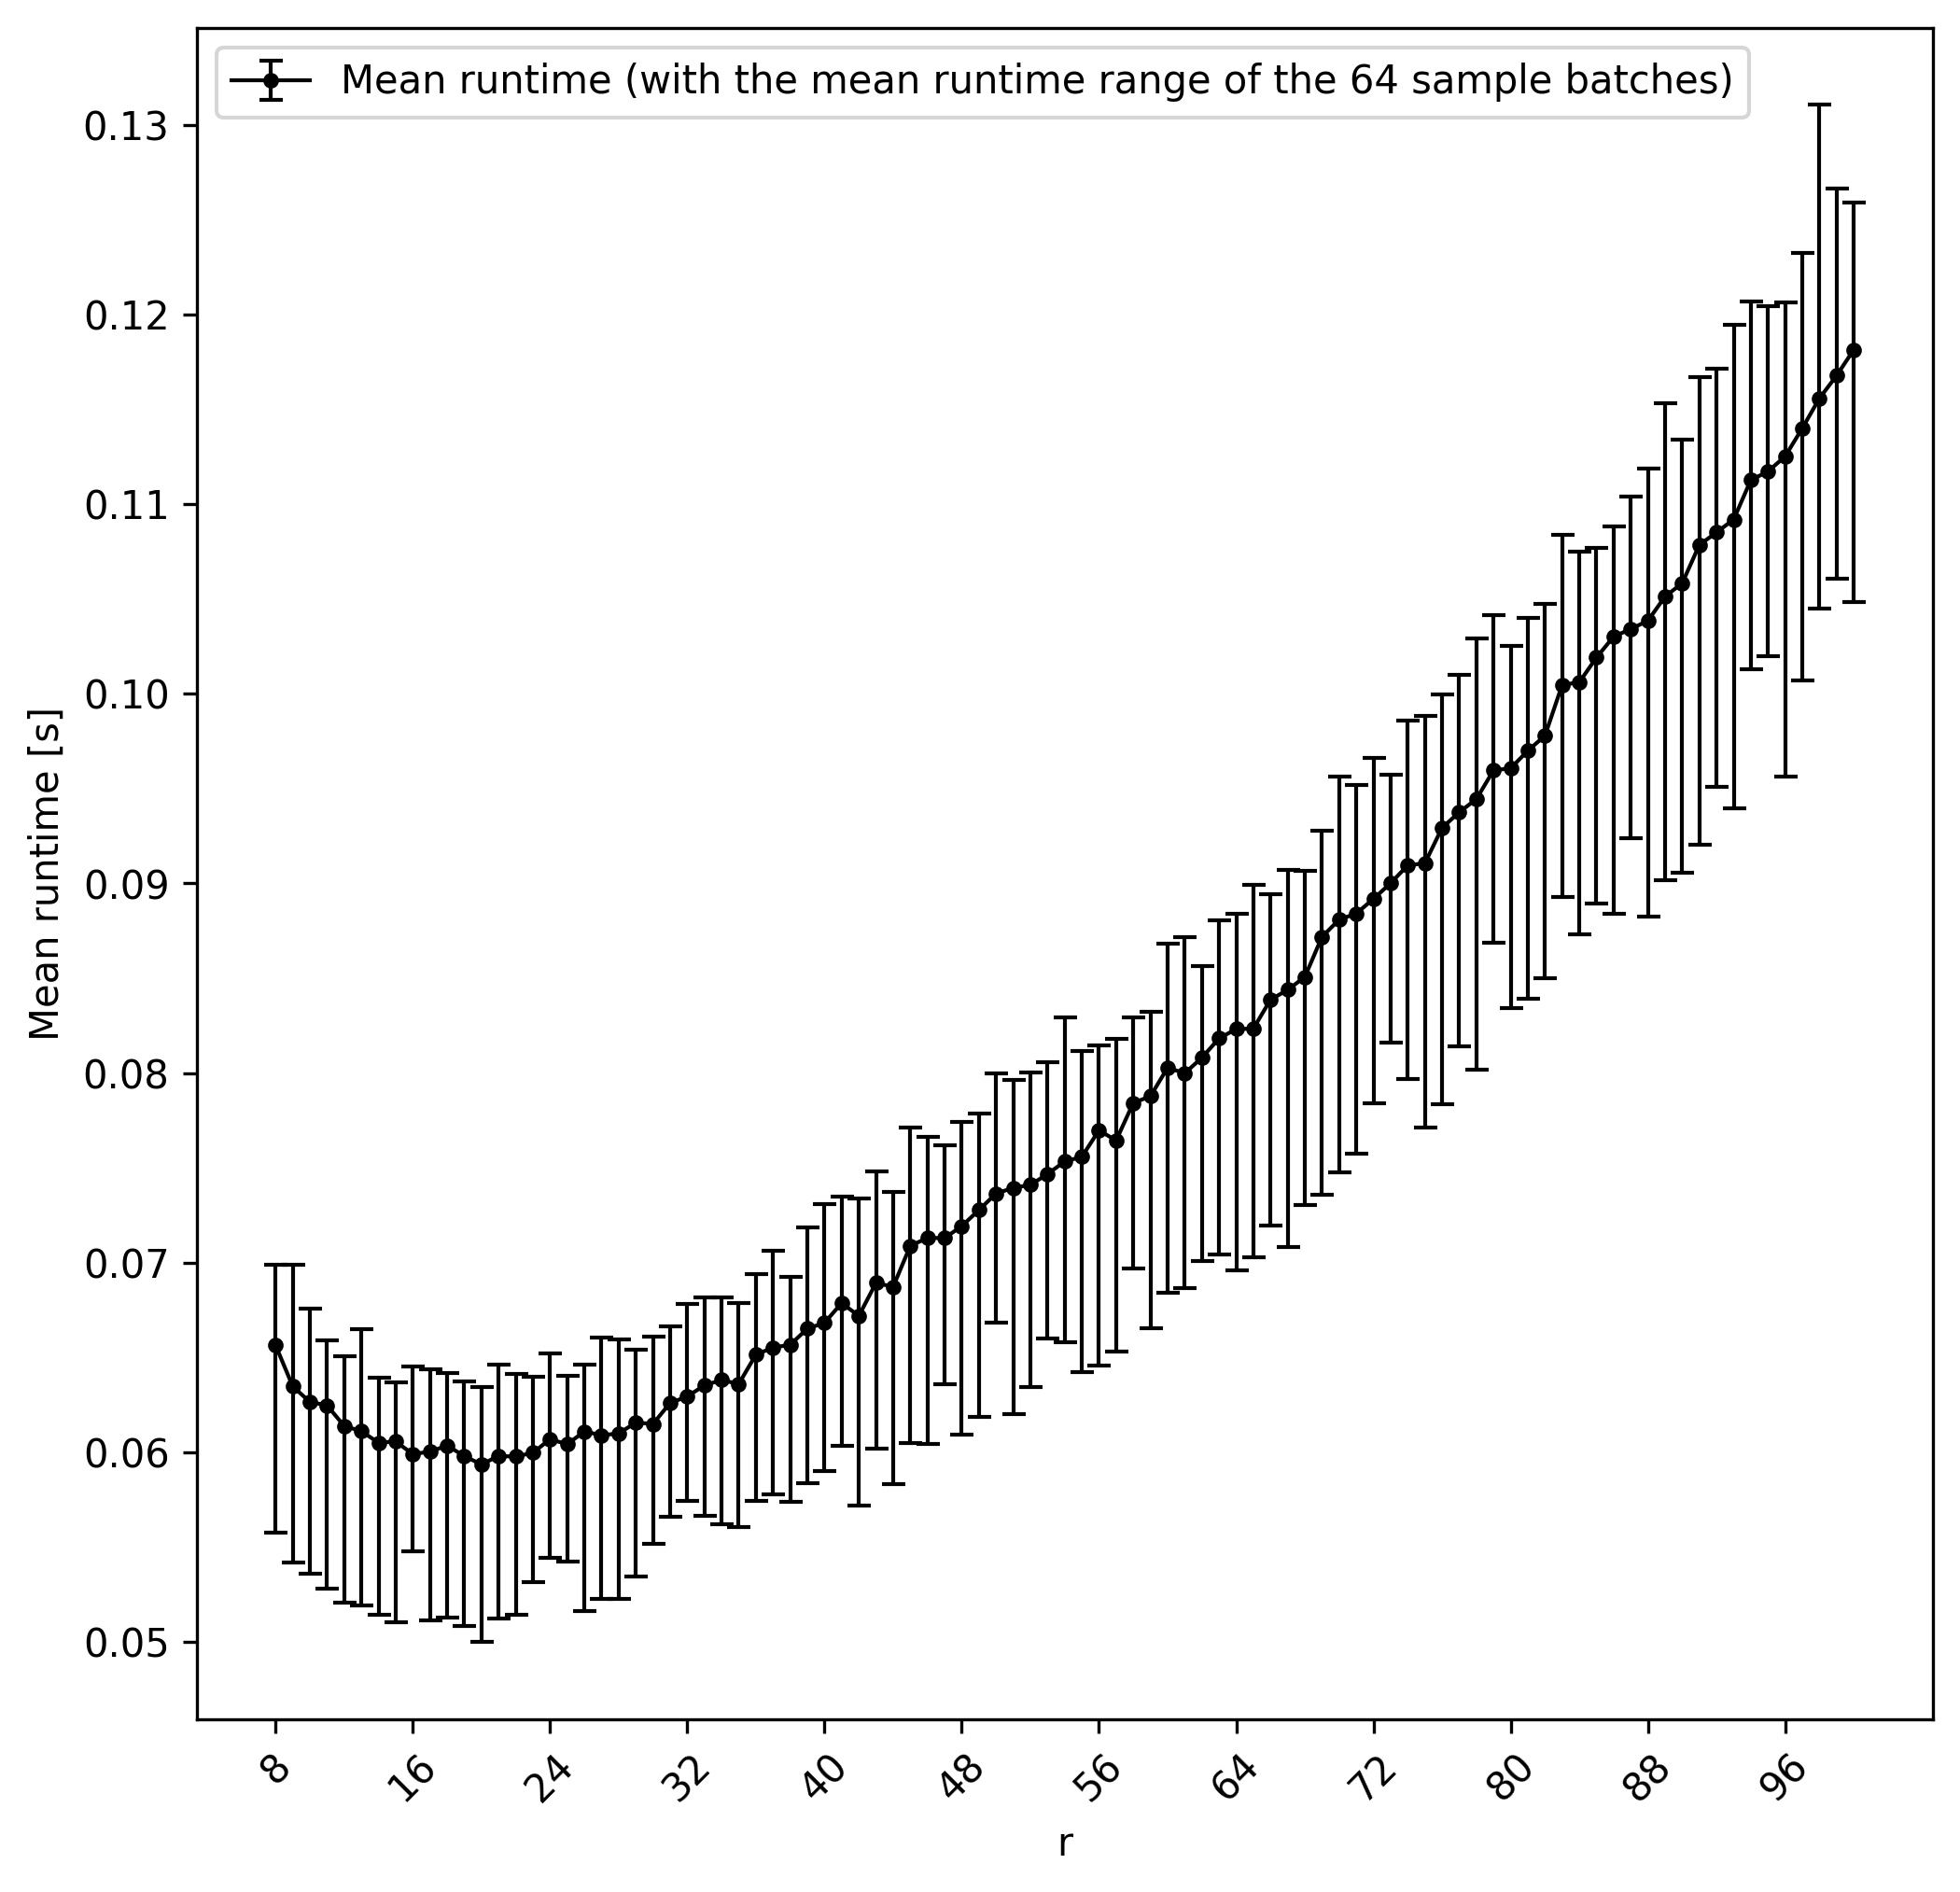 Mean runtime (with the mean runtime range of the 64 sample batches)
0.13
0.12
0.11
0.10
0.09
0.08
0.07
0.06
0.05
Mean runtime [s]
8 16 24 32 40 48 56 64 72 80 88 96
r